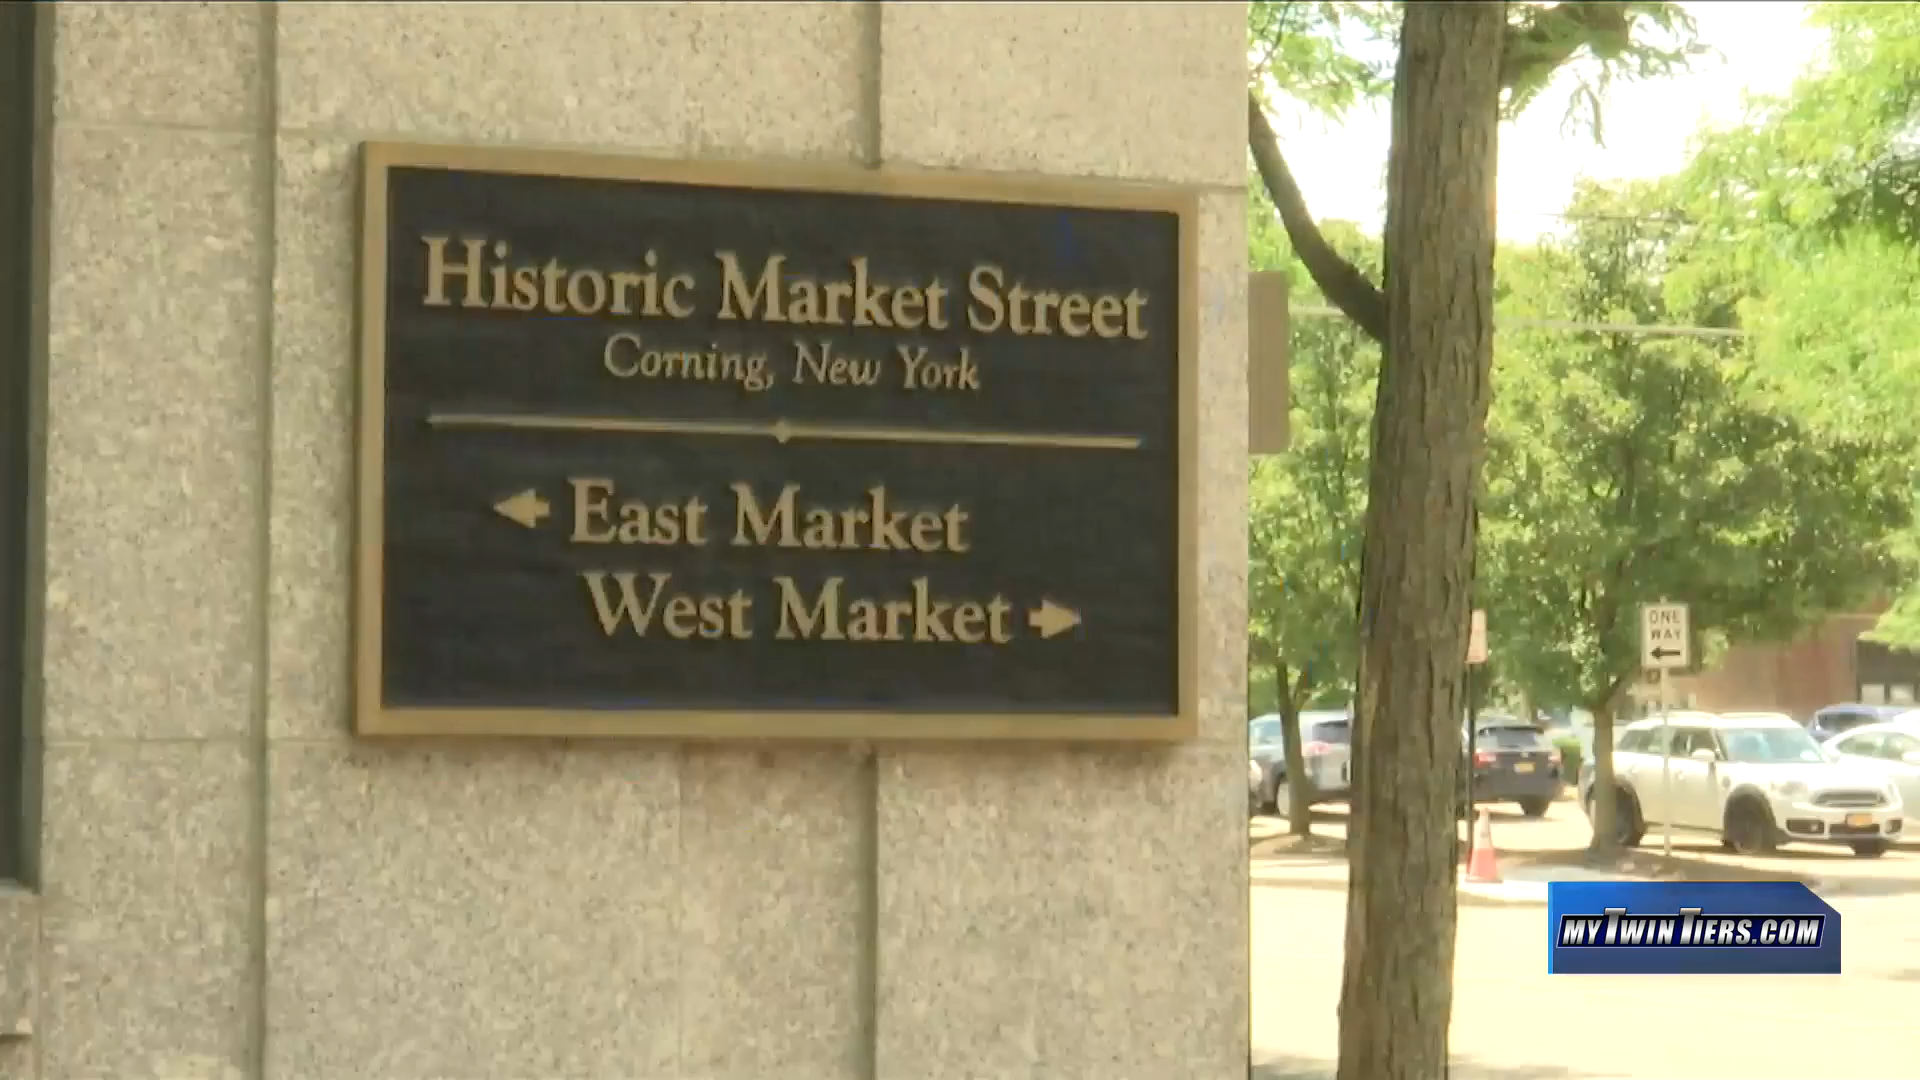 Historic Market Street
Corning, New York
East Market
West Market
ONE
WAY
MYTWINTIERS.COM